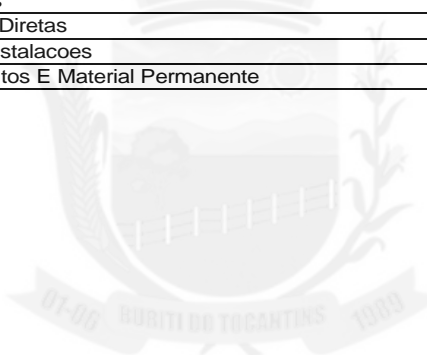 Diretas
stalacoes
tos E Material Permanente
01-06 BURITI DO TOCANTINS 1989